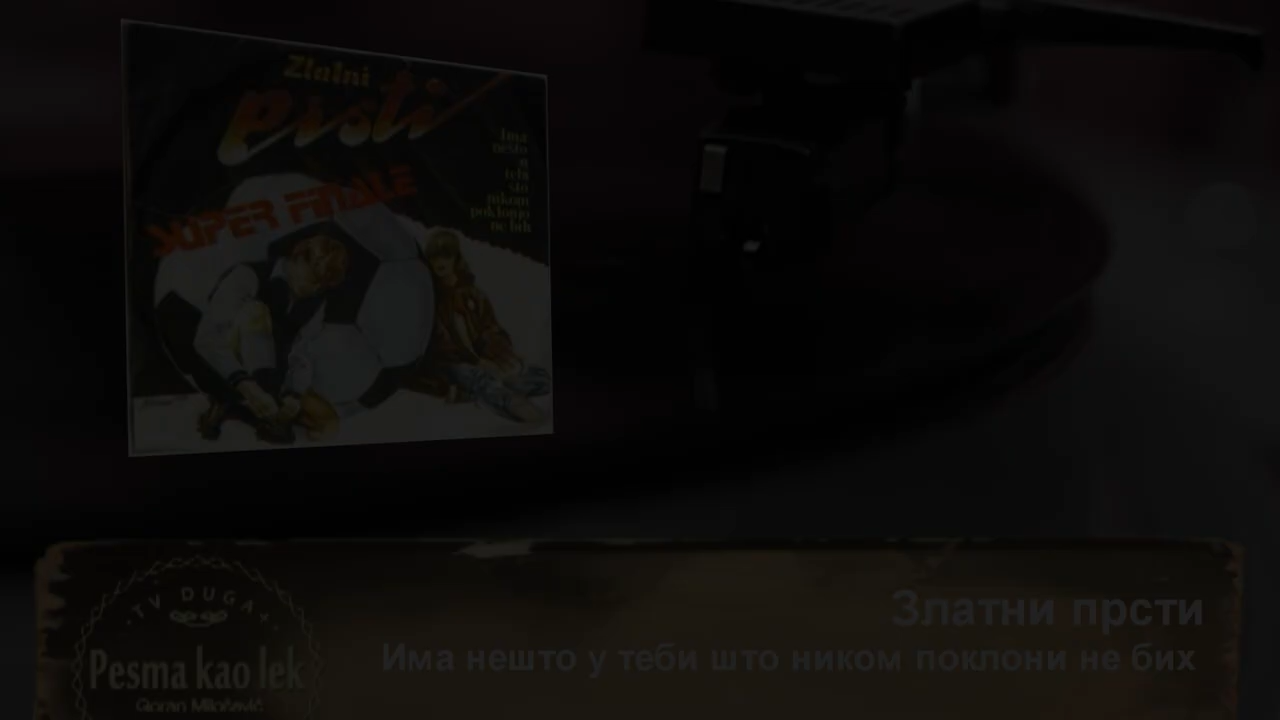 Zlatni
Prsti
SUPER FINALE
Ima
nešto
u
tebi
što
nikom
poklonio
ne bih
TV DUGA+
Pesma kao lek
Goran Milošević
Златни прсти
Има нешто у теби што ником поклони не бих